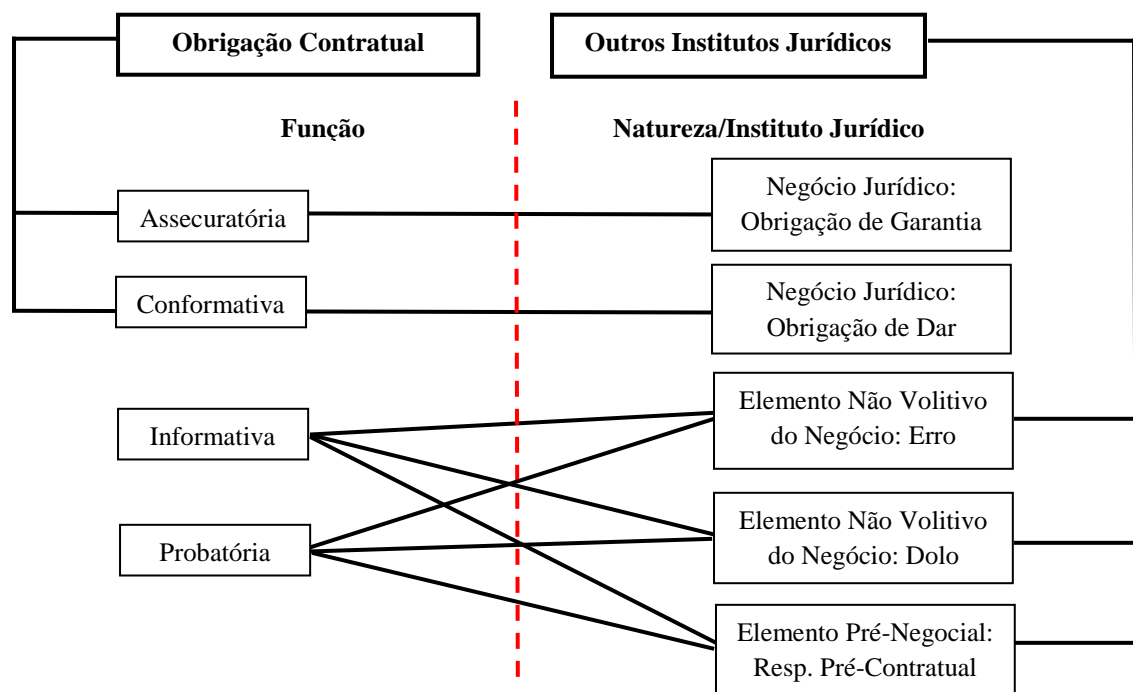 Obrigação Contratual
Outros Institutos Jurídicos
Função
Natureza/Instituto Jurídico
Assecuratória
Negócio Jurídico:
Obrigação de Garantia
Conformativa
Negócio Jurídico:
Obrigação de Dar
Informativa
Elemento Não Volitivo
do Negócio: Erro
Probatória
Elemento Não Volitivo
do Negócio: Dolo
Elemento Pré-Negocial:
Resp. Pré-Contratual